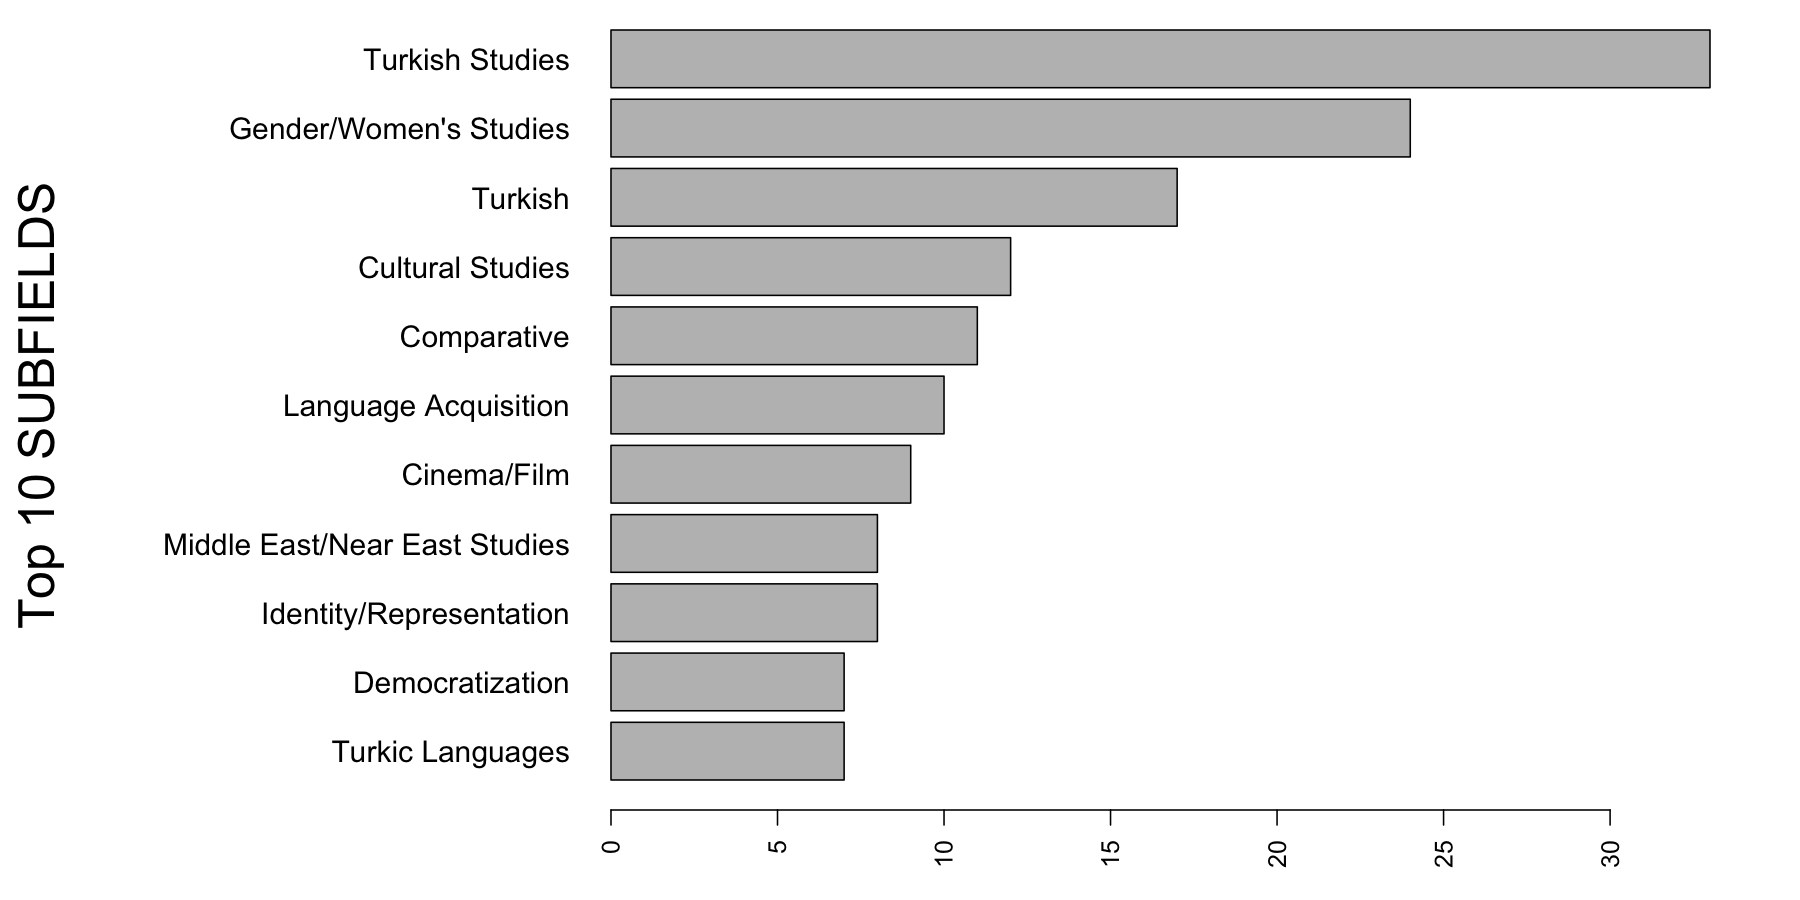 Top 10 SUBFIELDS
Turkish Studies
Gender/Women's Studies
Turkish
Cultural Studies
Comparative
Language Acquisition
Cinema/Film
Middle East/Near East Studies
Identity/Representation
Democratization
Turkic Languages
0 5 10 15 20 25 30